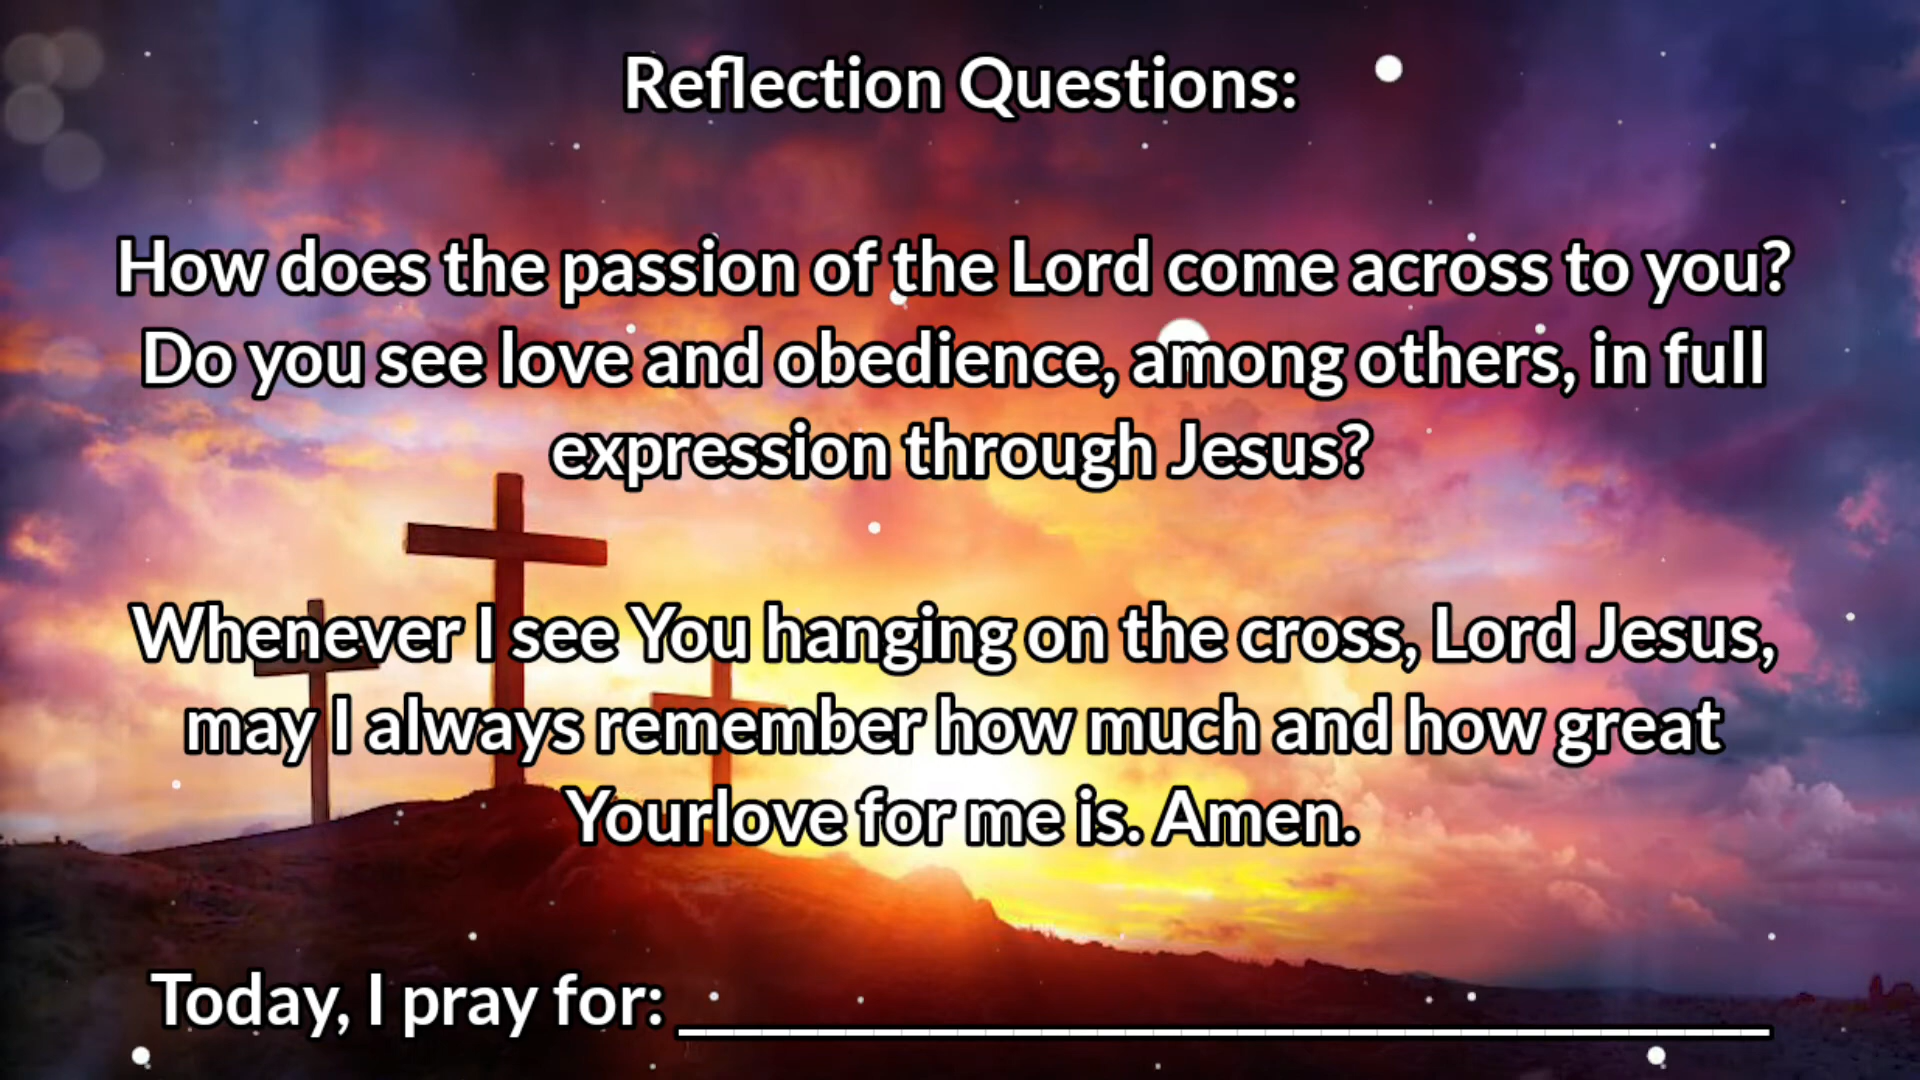 Reflection Questions:
How does the passion of the Lord come across to you?
Do you see love and obedience, among others, in full
expression through Jesus?
Whenever I see You hanging on the cross, Lord Jesus,
may I always remember how much and how great
Yourlove for me is. Amen.
Today, I pray for: ______________________________